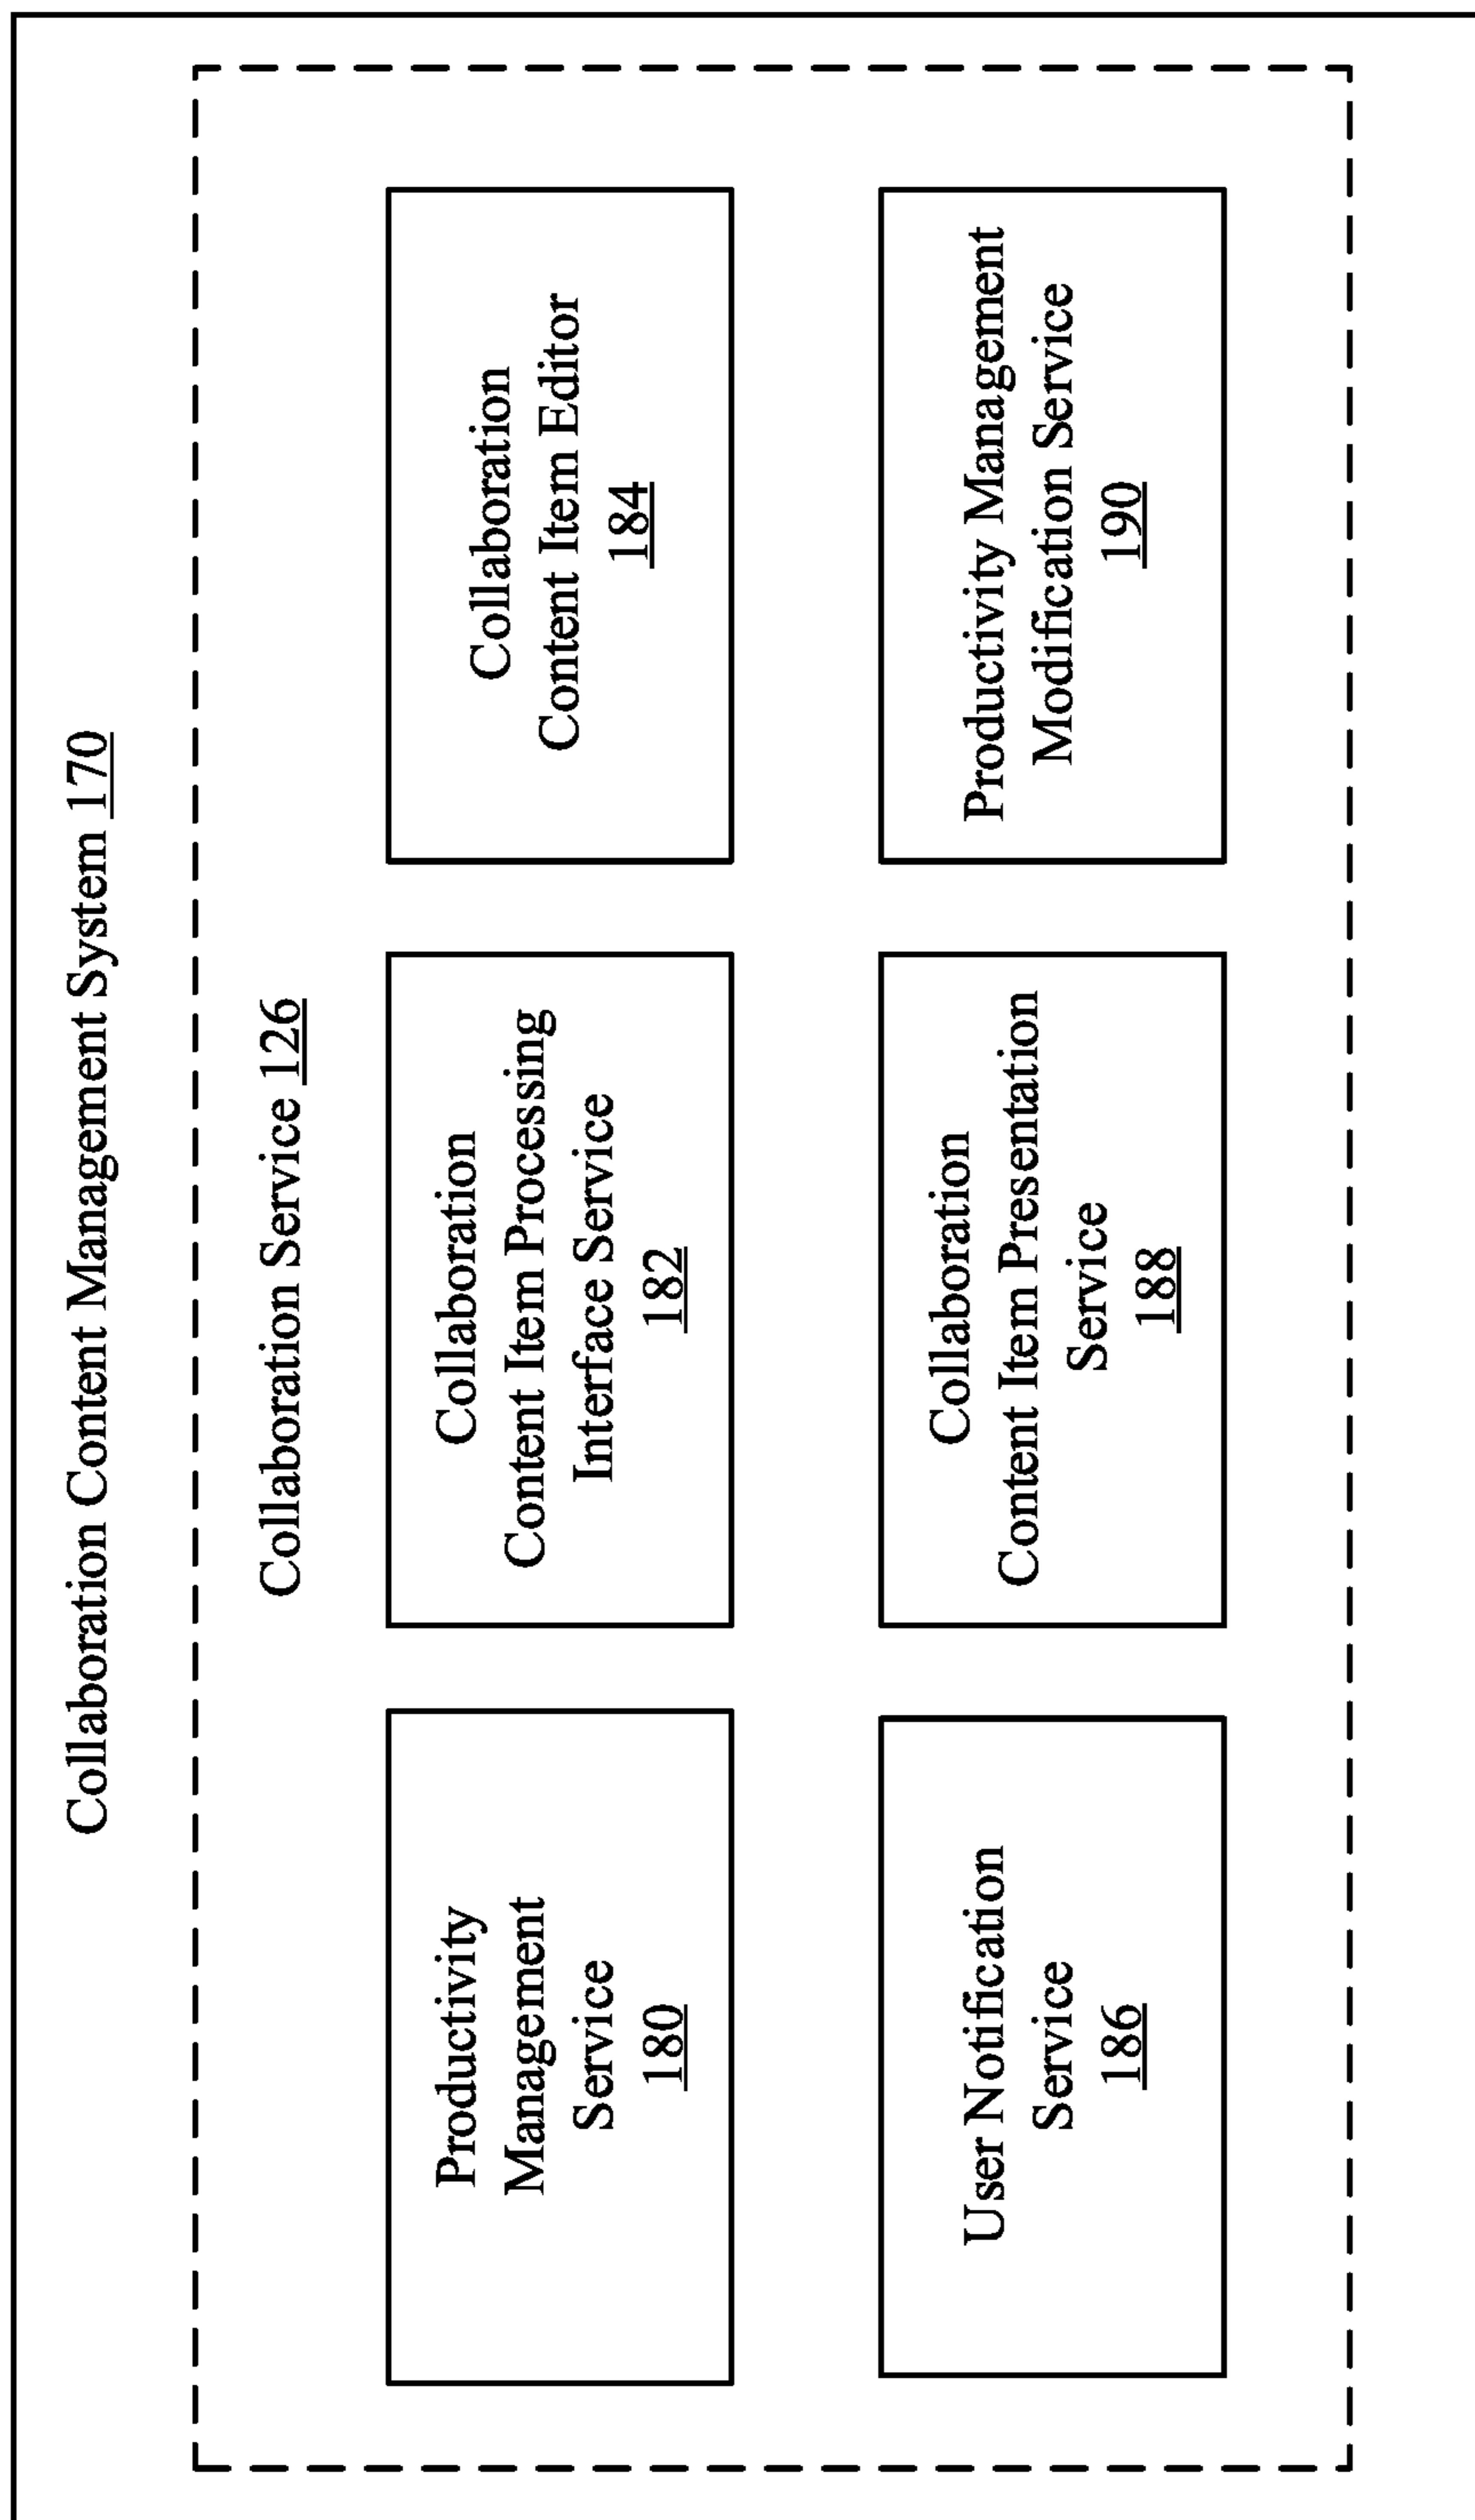 Collaboration Content Management System 170
Collaboration Service 126
Productivity
Management
Service
180
Collaboration
Content Item Processing
Interface Service
182
Collaboration
Content Item Editor
184
User Notification
Service
186
Collaboration
Content Item Presentation
Service
188
Productivity Management
Modification Service
190